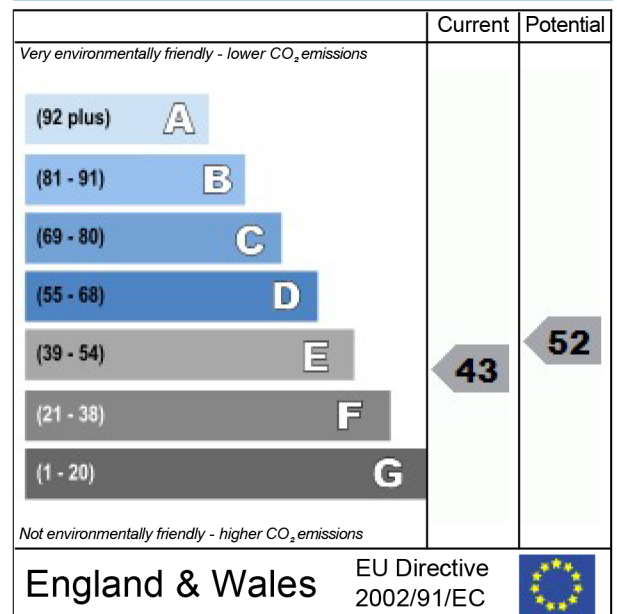 Current Potential
Very environmentally friendly - lower CO₂ emissions
(92 plus) A
(81 - 91) B
(69 - 80) C
(55 - 68) D
(39 - 54) E
43
52
(21 - 38) F
(1 - 20) G
Not environmentally friendly - higher CO₂ emissions
England & Wales
EU Directive
2002/91/EC